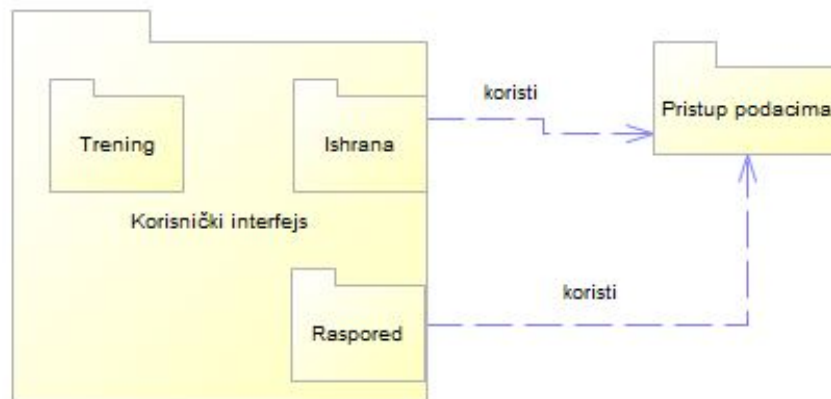 koristi
Pristup podacima
Trening
Ishrana
Korisnički interfejs
koristi
Raspored